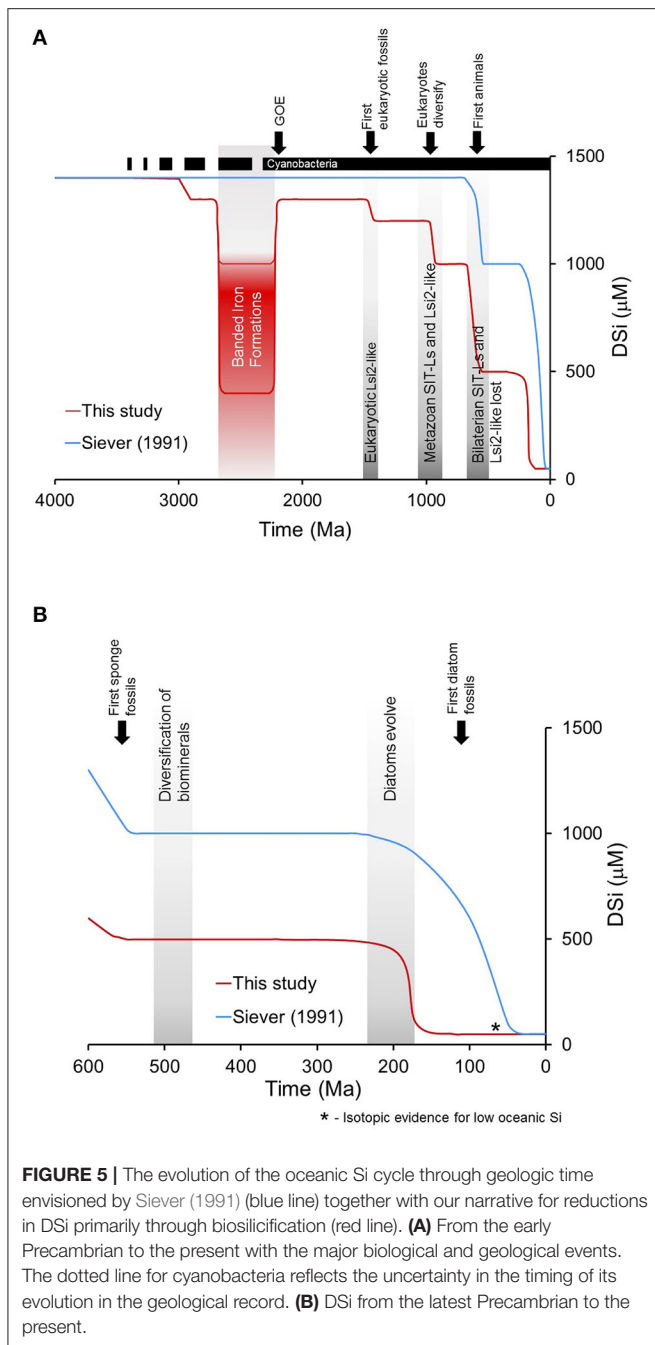 A
GOE
First
eukaryotic fossils
Eukaryotes
diversify
First animals
Cyanobacteria
1500
1000
500
0
DSi (µM)
Banded Iron
Formations
Eukaryotic Lsi2-like
Metazoan SIT-Ls and Lsi2-like
Bilaterian SIT-Ls and
Lsi2-like lost
This study
Siever (1991)
4000
3000
2000
1000
0
Time (Ma)
B
First sponge
fossils
Diversification of
biominerals
Diatoms evolve
First diatom
fossils
1500
1000
500
0
DSi (µM)
This study
Siever (1991)
*
600
500
400
300
200
100
0
Time (Ma)
* - Isotopic evidence for low oceanic Si
FIGURE 5 | The evolution of the oceanic Si cycle through geologic time
envisioned by Siever (1991) (blue line) together with our narrative for reductions
in DSi primarily through biosilicification (red line). (A) From the early
Precambrian to the present with the major biological and geological events.
The dotted line for cyanobacteria reflects the uncertainty in the timing of its
evolution in the geological record. (B) DSi from the latest Precambrian to the
present.